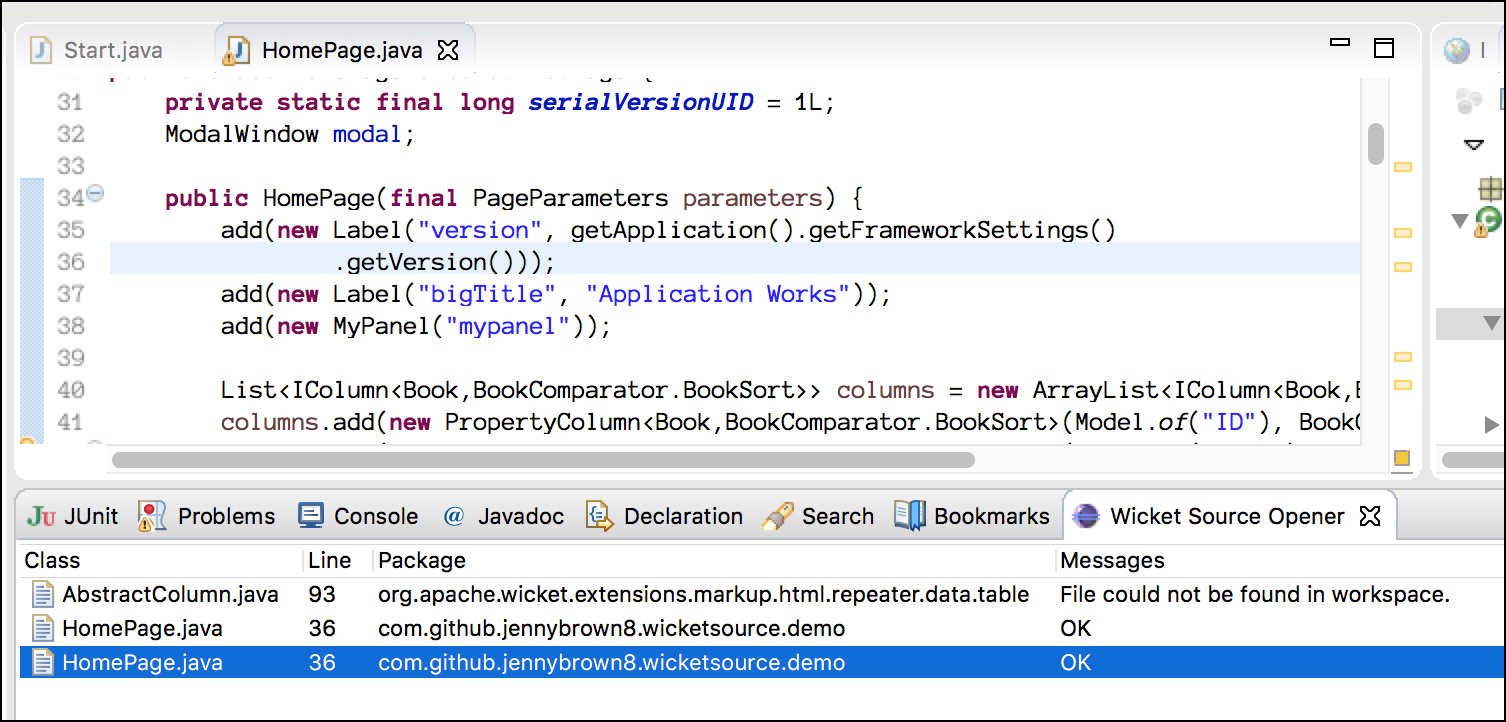 Start.java HomePage.java
31 private static final long serialVersionUID = 1L;
32 ModalWindow modal;
33
34 public HomePage(final PageParameters parameters) {
35 add(new Label("version", getApplication().getFrameworkSettings()
36 .getVersion()));
37 add(new Label("bigTitle", "Application Works"));
38 add(new MyPanel("mypanel"));
39
40 List<IColumn<Book,BookComparator.BookSort>> columns = new ArrayList<IColumn<Book,
41 columns.add(new PropertyColumn<Book,BookComparator.BookSort>(Model.of("ID"), BookC
JUnit Problems Console @ Javadoc Declaration Search Bookmarks Wicket Source Opener
Class Line Package Messages
AbstractColumn.java 93 org.apache.wicket.extensions.markup.html.repeater.data.table File could not be found in workspace.
HomePage.java 36 com.github.jennybrown8.wicketsource.demo OK
HomePage.java 36 com.github.jennybrown8.wicketsource.demo OK